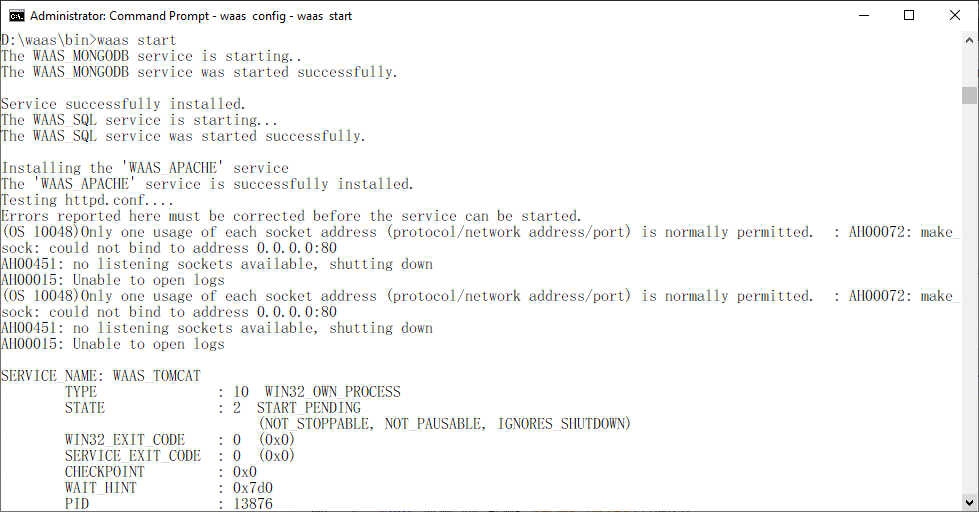 Administrator: Command Prompt - waas  config - waas  start
D:\waas\bin>waas start
The WAAS_MONGODB service is starting..
The WAAS_MONGODB service was started successfully.
Service successfully installed.
The WAAS_SQL service is starting...
The WAAS_SQL service was started successfully.
Installing the 'WAAS_APACHE' service
The 'WAAS_APACHE' service is successfully installed.
Testing httpd.conf....
Errors reported here must be corrected before the service can be started.
(OS 10048)Only one usage of each socket address (protocol/network address/port) is normally permitted.  : AH00072: make_
sock: could not bind to address 0.0.0.0:80
AH00451: no listening sockets available, shutting down
AH00015: Unable to open logs
(OS 10048)Only one usage of each socket address (protocol/network address/port) is normally permitted.  : AH00072: make_
sock: could not bind to address 0.0.0.0:80
AH00451: no listening sockets available, shutting down
AH00015: Unable to open logs
SERVICE_NAME: WAAS_TOMCAT
TYPE               : 10  WIN32_OWN_PROCESS
STATE              : 2  START_PENDING
(NOT_STOPPABLE, NOT_PAUSABLE, IGNORES_SHUTDOWN)
WIN32_EXIT_CODE    : 0  (0x0)
SERVICE_EXIT_CODE  : 0  (0x0)
CHECKPOINT         : 0x0
WAIT_HINT          : 0x7d0
PID                : 13876